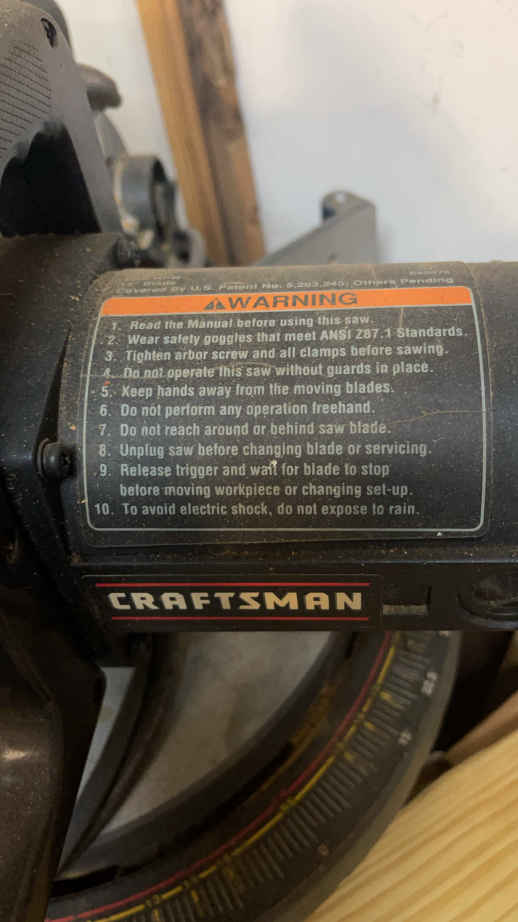 Covered By U.S. Patent No. 5,203,245; Others Pending
WARNING
1. Read the Manual before using this saw.
2. Wear safety goggles that meet ANSI Z87.1 Standards.
3. Tighten arbor screw and all clamps before sawing.
4. Do not operate this saw without guards in place.
5. Keep hands away from the moving blades.
6. Do not perform any operation freehand.
7. Do not reach around or behind saw blade.
8. Unplug saw before changing blade or servicing.
9. Release trigger and wait for blade to stop
before moving workpiece or changing set-up.
10. To avoid electric shock, do not expose to rain.
CRAFTSMAN